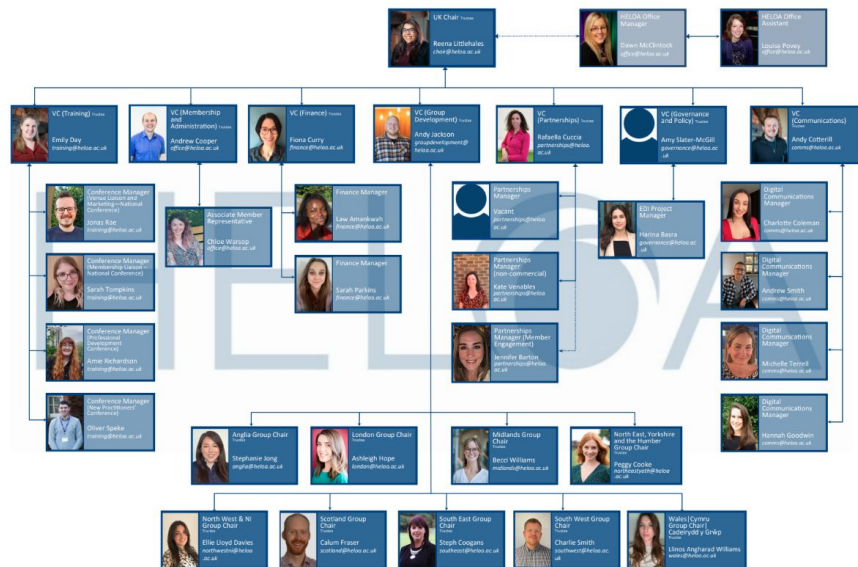 UK Chair Trustee
Reena Littlehales
chair@heloa.ac.uk
HELOA Office
Manager
Dawn McClintock
office@heloa.ac.uk
HELOA Office
Assistant
Louisa Povey
office@heloa.ac.uk
VC (Training) Trustee
Emily Day
training@heloa.ac.uk
VC (Membership
and
Administration) Trustee
Andrew Cooper
office@heloa.ac.uk
VC (Finance) Trustee
Fiona Curry
finance@heloa.ac.uk
VC (Group
Development) Trustee
Andy Jackson
groupdevelopment@
heloa.ac.uk
VC
(Partnerships) Trustee
Rafaella Cuccia
partnerships@heloa.
ac.uk
VC (Governance
and Policy) Trustee
Amy Slater-McGill
governance@heloa.ac.uk
VC
(Communications)
Trustee
Andy Cotterill
comms@heloa.ac.uk
Conference Manager
(Venue Liaison and
Marketing—National
Conference)
Jonas Rae
training@heloa.ac.uk
Conference Manager
(Membership Liaison –
National Conference)
Sarah Tompkins
training@heloa.ac.uk
Conference Manager
(Professional
Development
Conference)
Amie Richardson
training@heloa.ac.uk
Conference Manager
(New Practitioners'
Conference)
Oliver Speke
training@heloa.ac.uk
Associate Member
Representative
Chloe Warsop
office@heloa.ac.uk
Finance Manager
Law Amankwah
finance@heloa.ac.uk
Finance Manager
Sarah Parkins
finance@heloa.ac.uk
Partnerships
Manager
Vacant
partnerships@heloa.
ac.uk
Partnerships
Manager
(non-commercial)
Kate Venables
partnerships@heloa.
ac.uk
Partnerships
Manager (Member
Engagement)
Jennifer Barton
partnerships@heloa.
ac.uk
EDI Project
Manager
Harina Basra
governance@heloa.ac
.uk
Digital
Communications
Manager
Charlotte Coleman
comms@heloa.ac.uk
Digital
Communications
Manager
Andrew Smith
comms@heloa.ac.uk
Digital
Communications
Manager
Michelle Terrell
comms@heloa.ac.uk
Digital
Communications
Manager
Hannah Goodwin
comms@heloa.ac.uk
HELOA
Anglia Group Chair
Trustee
Stephanie Jong
anglia@heloa.ac.uk
London Group Chair
Trustee
Ashleigh Hope
london@heloa.ac.uk
Midlands Group
Chair
Trustee
Becci Williams
midlands@heloa.ac.uk
North East, Yorkshire
and the Humber
Group Chair
Trustee
Peggy Cooke
northeastyath@heloa
.ac.uk
North West & NI
Group Chair
Trustee
Ellie Lloyd Davies
northwestni@heloa
.ac.uk
Scotland Group
Chair
Trustee
Calum Fraser
scotland@heloa.ac.uk
South East Group
Chair
Trustee
Steph Coogans
southeast@heloa.ac.uk
South West Group
Chair
Trustee
Charlie Smith
southwest@heloa.ac.
uk
Wales|Cymru
Group Chair|
Cadeirydd y Grŵp
Trustee
Llinos Angharad Williams
wales@heloa.ac.uk